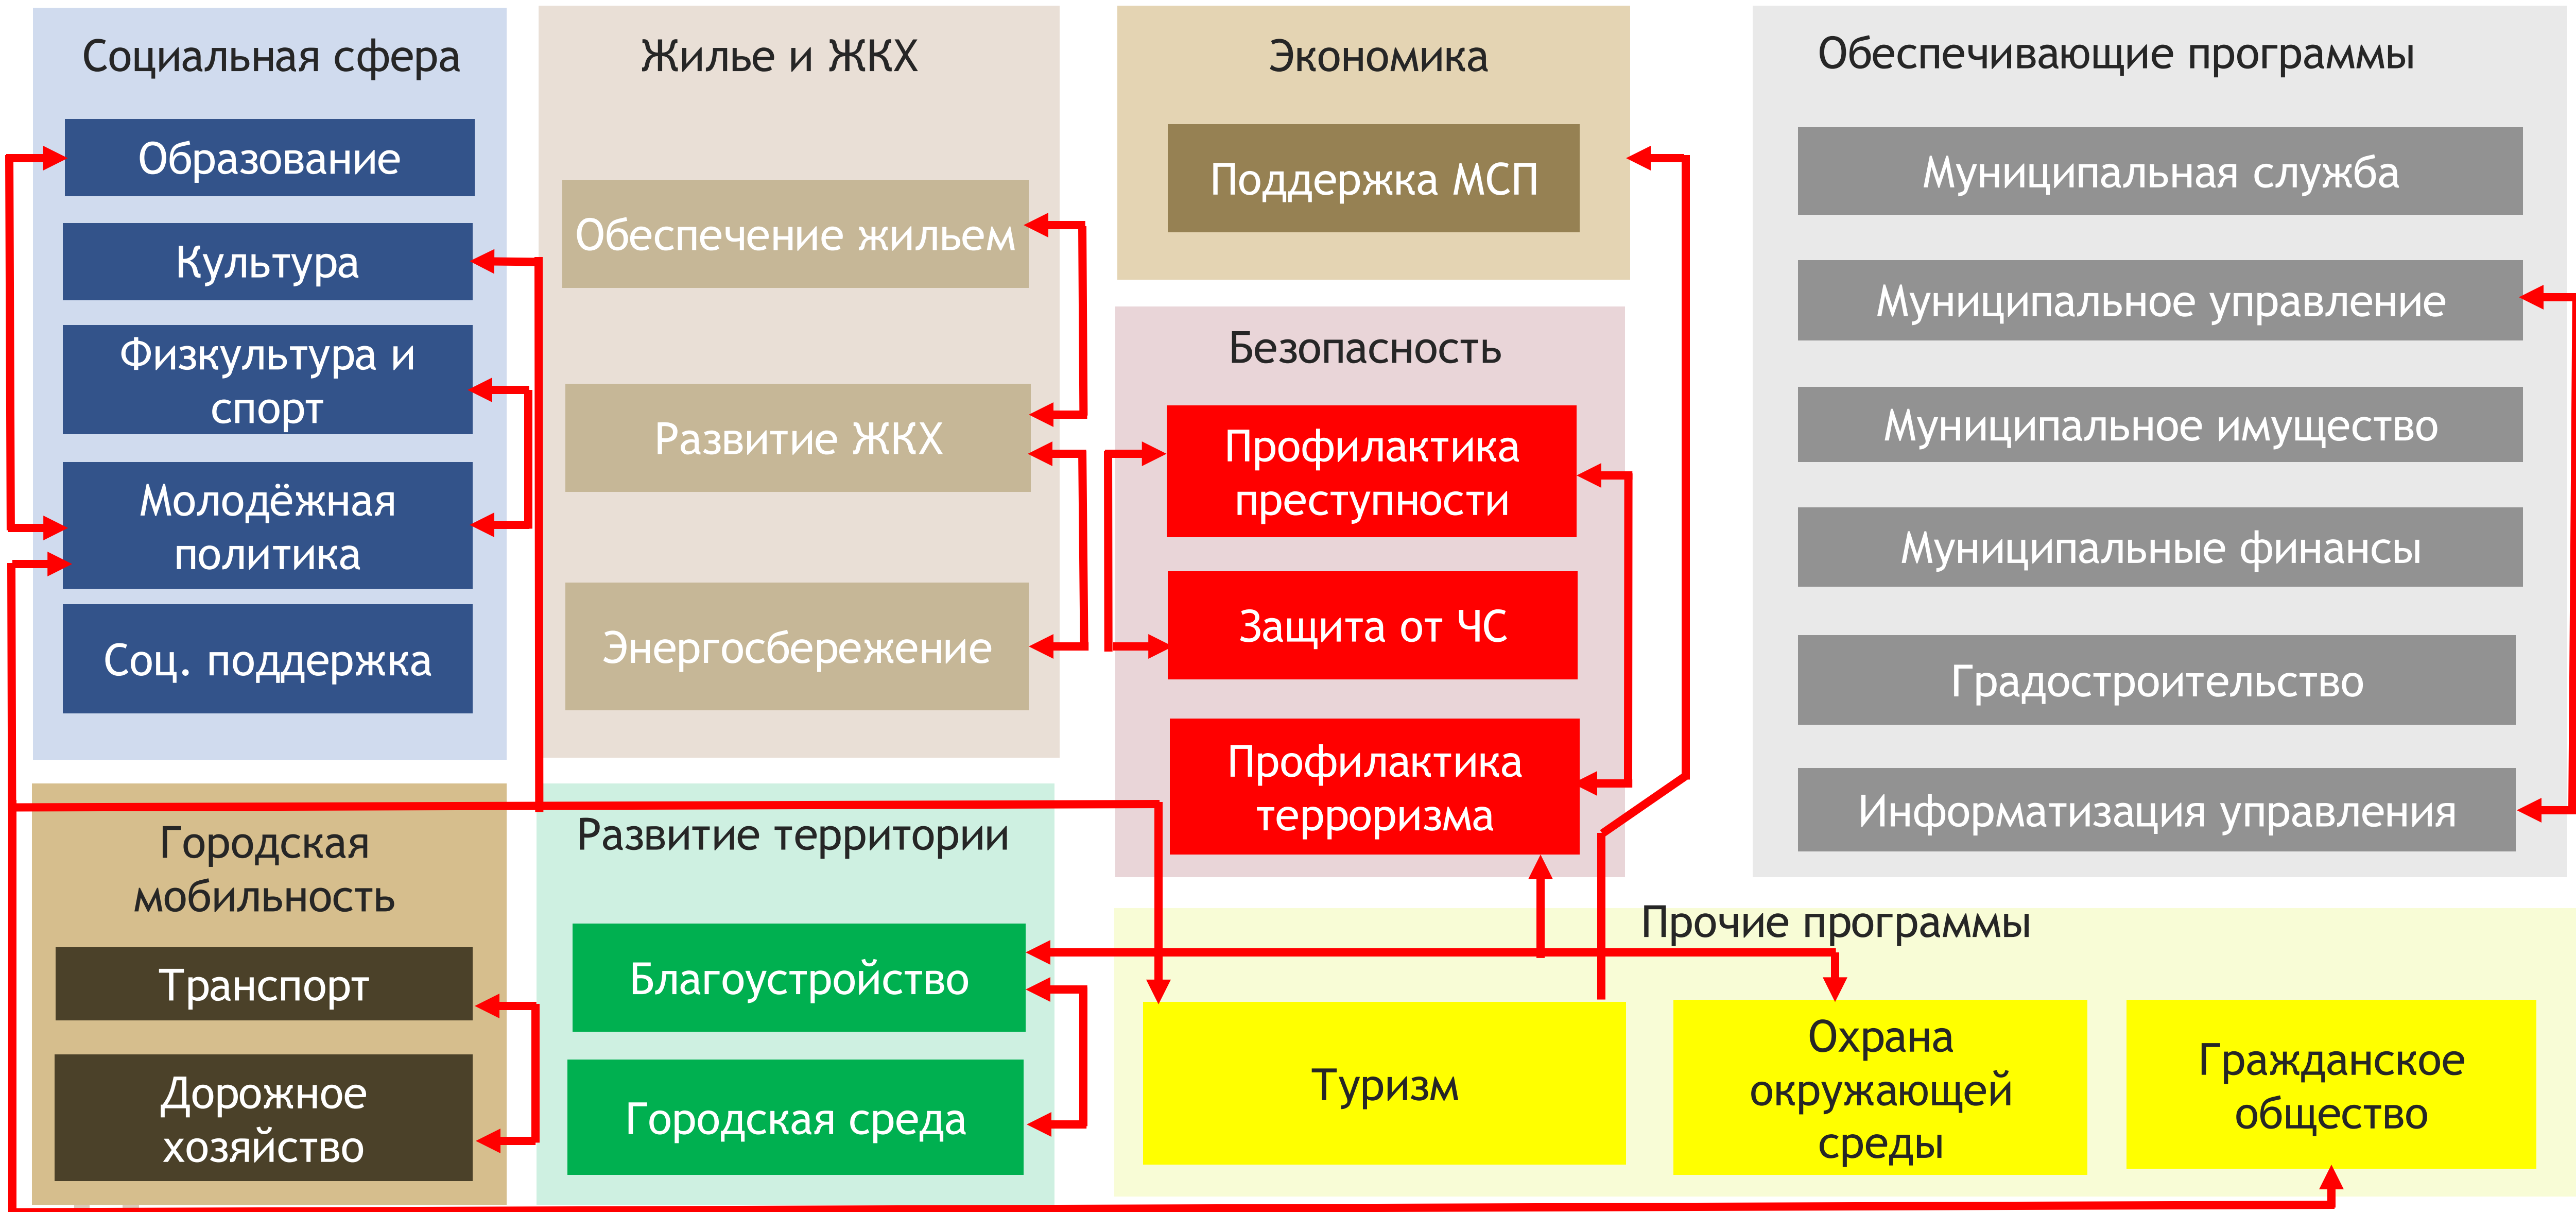 Социальная сфера
Образование
Культура
Физкультура и
спорт
Молодёжная
политика
Соц. поддержка
Жилье и ЖКХ
Обеспечение жильем
Развитие ЖКХ
Энергосбережение
Экономика
Поддержка МСП
Безопасность
Профилактика
преступности
Защита от ЧС
Профилактика
терроризма
Обеспечивающие программы
Муниципальная служба
Муниципальное управление
Муниципальное имущество
Муниципальные финансы
Градостроительство
Информатизация управления
Городская
мобильность
Транспорт
Дорожное
хозяйство
Развитие территории
Благоустройство
Городская среда
Прочие программы
Туризм
Охрана
окружающей
среды
Гражданское
общество